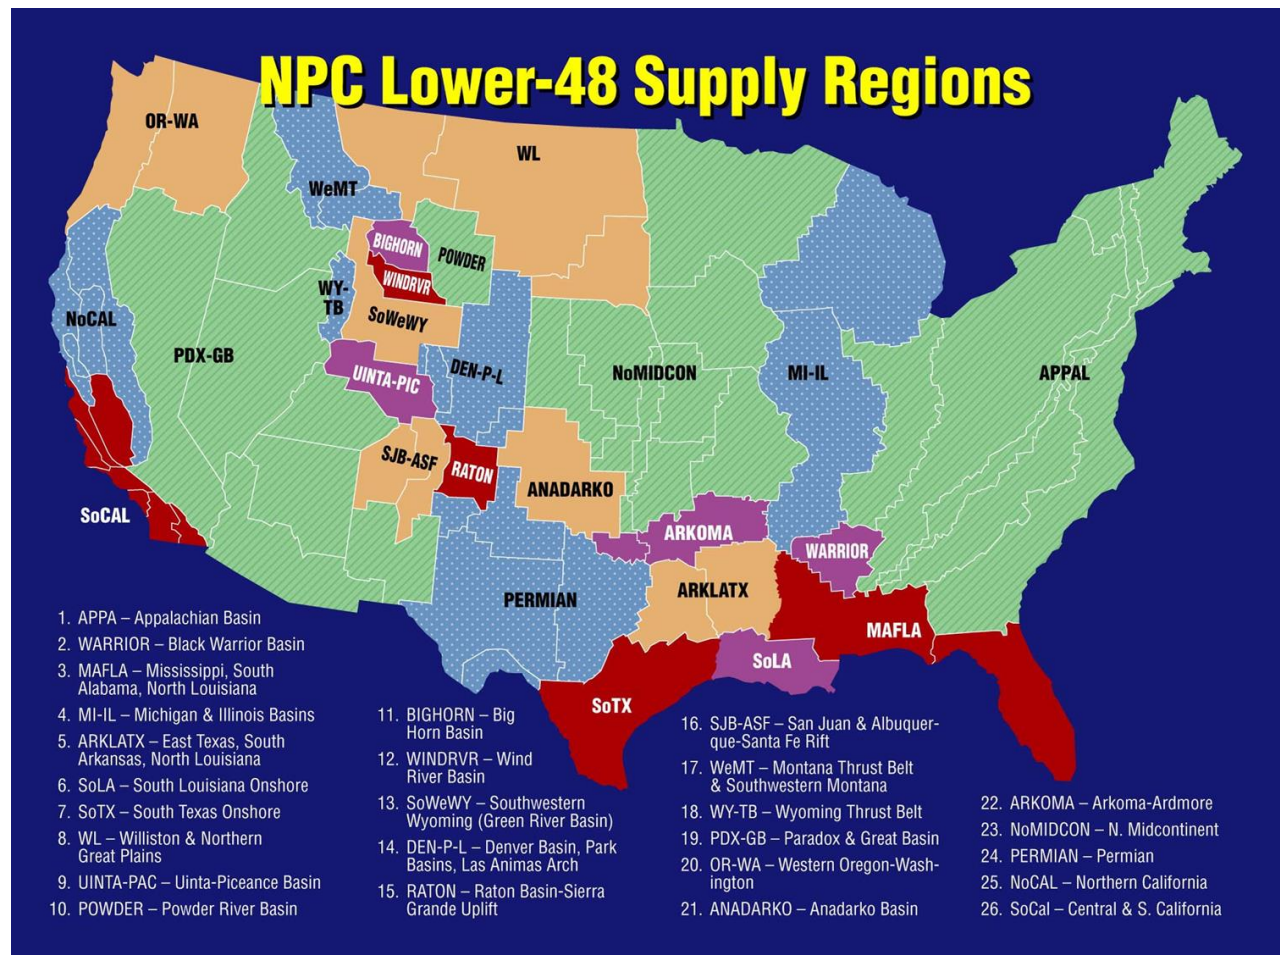 NPC Lower-48 Supply Regions
OR-WA
WL
WeMT
BIGHORN
POWDER
WINDRVR
WY-
TB
SoWeWY
NoCAL
PDX-GB
UINTA-PIC
DEN-P-L
NoMIDCON
MI-IL
APPAL
SJB-ASF
RATON
ANADARKO
SoCAL
ARKOMA
WARRIOR
PERMIAN
ARKLATX
MAFLA
SoLA
SoTX
1. APPA – Appalachian Basin
2. WARRIOR – Black Warrior Basin
3. MAFLA – Mississippi, South
Alabama, North Louisiana
4. MI-IL – Michigan & Illinois Basins
5. ARKLATX – East Texas, South
Arkansas, North Louisiana
6. SoLA – South Louisiana Onshore
7. SoTX – South Texas Onshore
8. WL – Williston & Northern
Great Plains
9. UINTA-PAC – Uinta-Piceance Basin
10. POWDER – Powder River Basin
11. BIGHORN – Big
Horn Basin
12. WINDRVR – Wind
River Basin
13. SoWeWY – Southwestern
Wyoming (Green River Basin)
14. DEN-P-L – Denver Basin, Park
Basins, Las Animas Arch
15. RATON – Raton Basin-Sierra
Grande Uplift
16. SJB-ASF – San Juan & Albuquer-
que-Santa Fe Rift
17. WeMT – Montana Thrust Belt
& Southwestern Montana
18. WY-TB – Wyoming Thrust Belt
19. PDX-GB – Paradox & Great Basin
20. OR-WA – Western Oregon-Wash-
ington
21. ANADARKO – Anadarko Basin
22. ARKOMA – Arkoma-Ardmore
23. NoMIDCON – N. Midcontinent
24. PERMIAN – Permian
25. NoCAL – Northern California
26. SoCal – Central & S. California